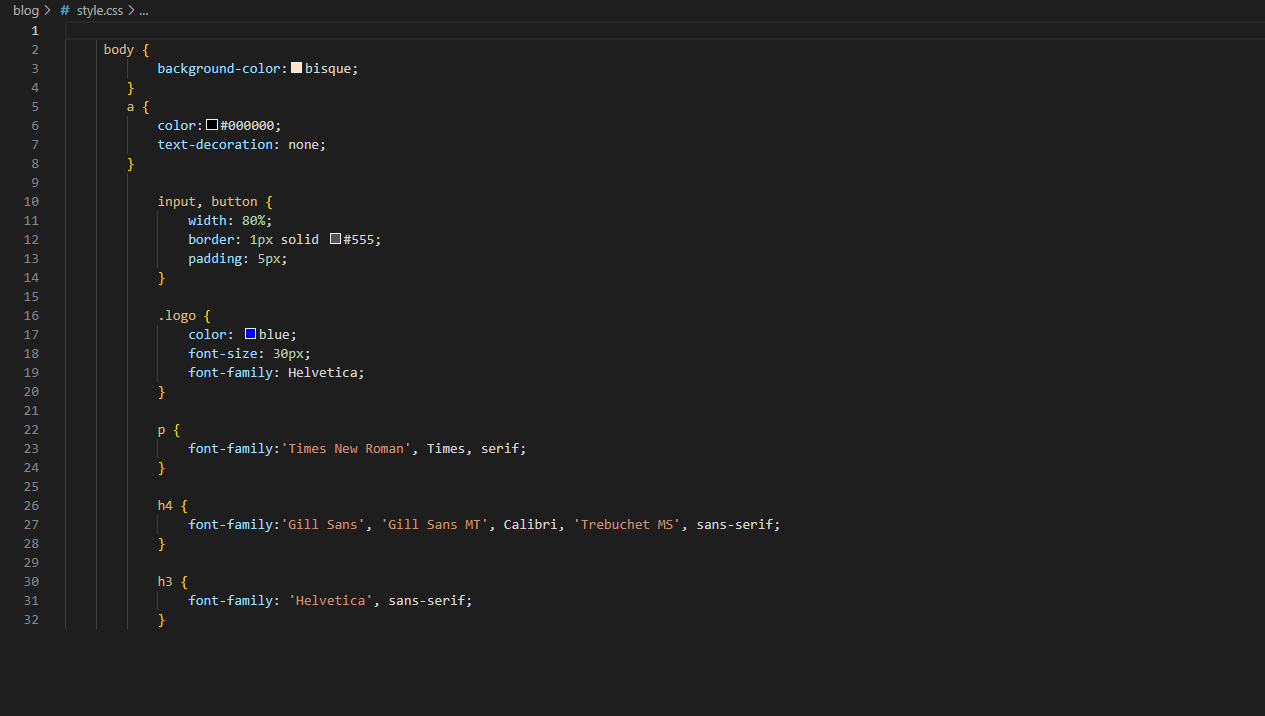 blog > # style.css > ...
1
2 body {
3 background-color: bisque;
4 }
5 a {
6 color: #000000;
7 text-decoration: none;
8 }
9
10 input, button {
11 width: 80%;
12 border: 1px solid #555;
13 padding: 5px;
14 }
15
16 .logo {
17 color: blue;
18 font-size: 30px;
19 font-family: Helvetica;
20 }
21
22 p {
23 font-family:'Times New Roman', Times, serif;
24 }
25
26 h4 {
27 font-family:'Gill Sans', 'Gill Sans MT', Calibri, 'Trebuchet MS', sans-serif;
28 }
29
30 h3 {
31 font-family: 'Helvetica', sans-serif;
32 }